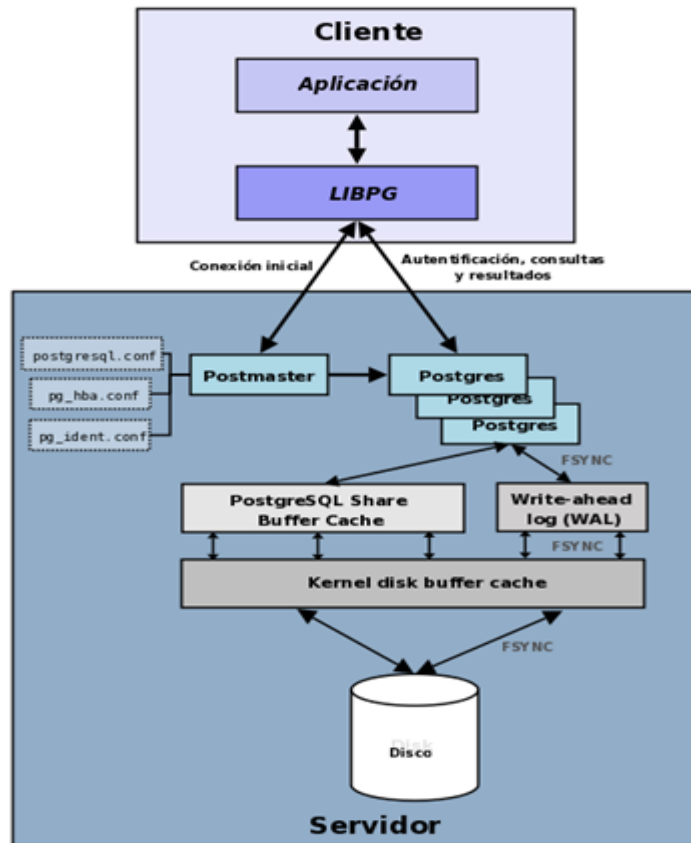 Cliente
Aplicación
LIBPG
Conexión inicial
Autentificación, consultas
y resultados
postgresql.conf
pg_hba.conf
pg_ident.conf
Postmaster
Postgres
Postgres
Postgres
FSYNC
PostgreSQL Share
Buffer Cache
Write-ahead
log (WAL)
FSYNC
Kernel disk buffer cache
FSYNC
Disk
Disco
Servidor